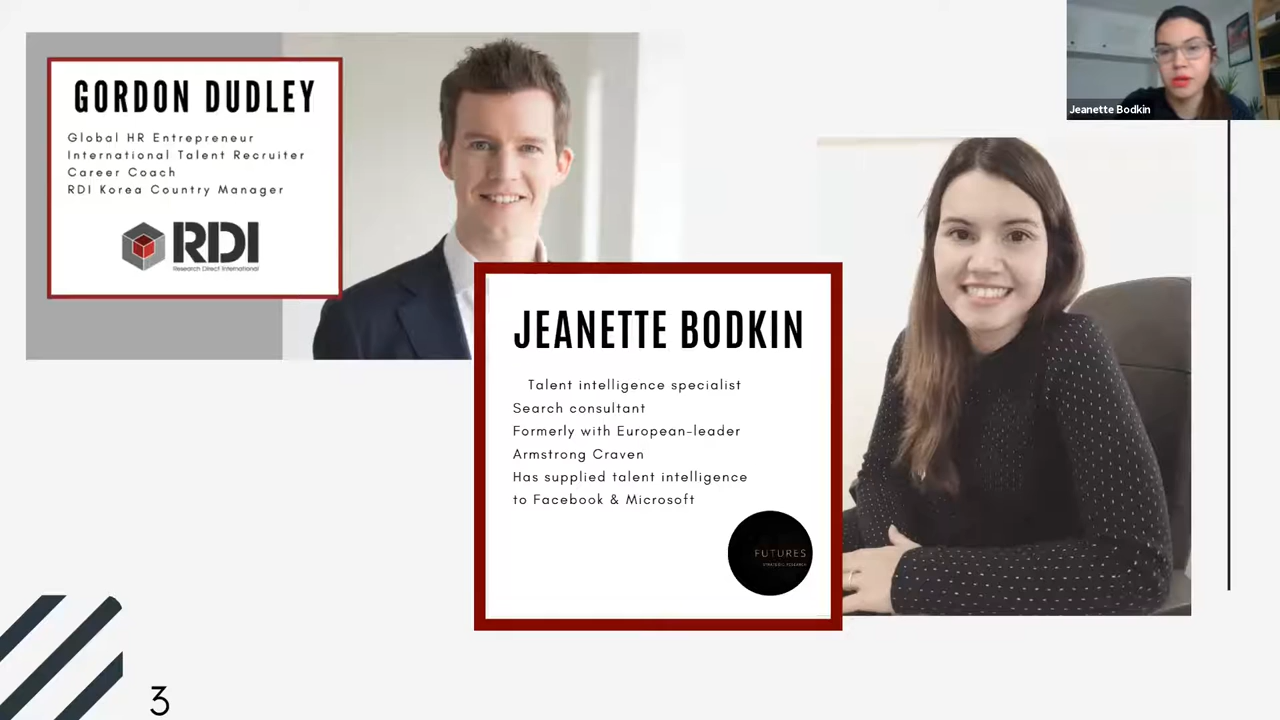 GORDON DUDLEY
Global HR Entrepreneur
International Talent Recruiter
Career Coach
RDI Korea Country Manager
RDI
Research Direct International
Jeanette Bodkin
JEANETTE BODKIN
Talent intelligence specialist
Search consultant
Formerly with European-leader
Armstrong Craven
Has supplied talent intelligence
to Facebook & Microsoft
FUTURES
STRATEGIC RESEARCH
3